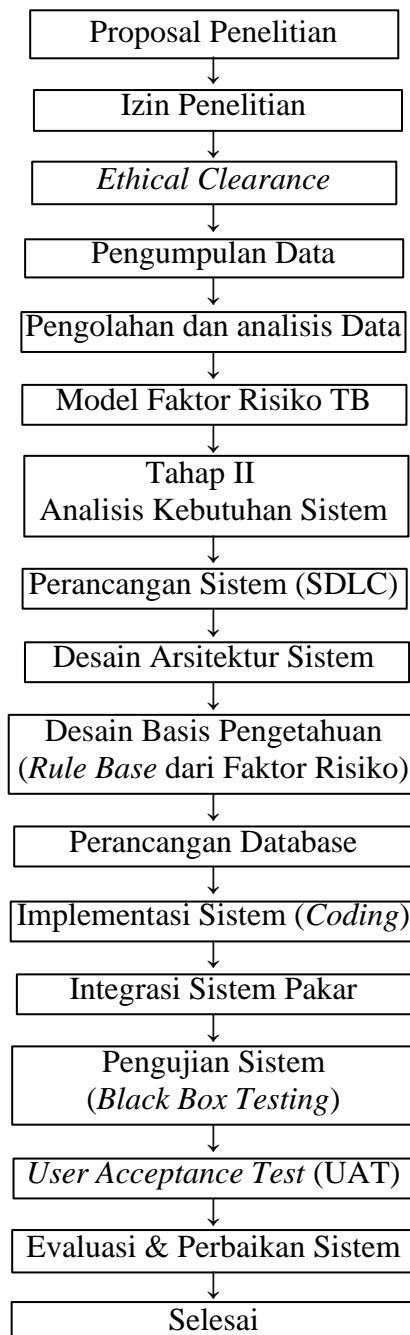 Proposal Penelitian
Izin Penelitian
Ethical Clearance
Pengumpulan Data
Pengolahan dan analisis Data
Model Faktor Risiko TB
Tahap II
Analisis Kebutuhan Sistem
Perancangan Sistem (SDLC)
Desain Arsitektur Sistem
Desain Basis Pengetahuan
(Rule Base dari Faktor Risiko)
Perancangan Database
Implementasi Sistem (Coding)
Integrasi Sistem Pakar
Pengujian Sistem
(Black Box Testing)
User Acceptance Test (UAT)
Evaluasi & Perbaikan Sistem
Selesai